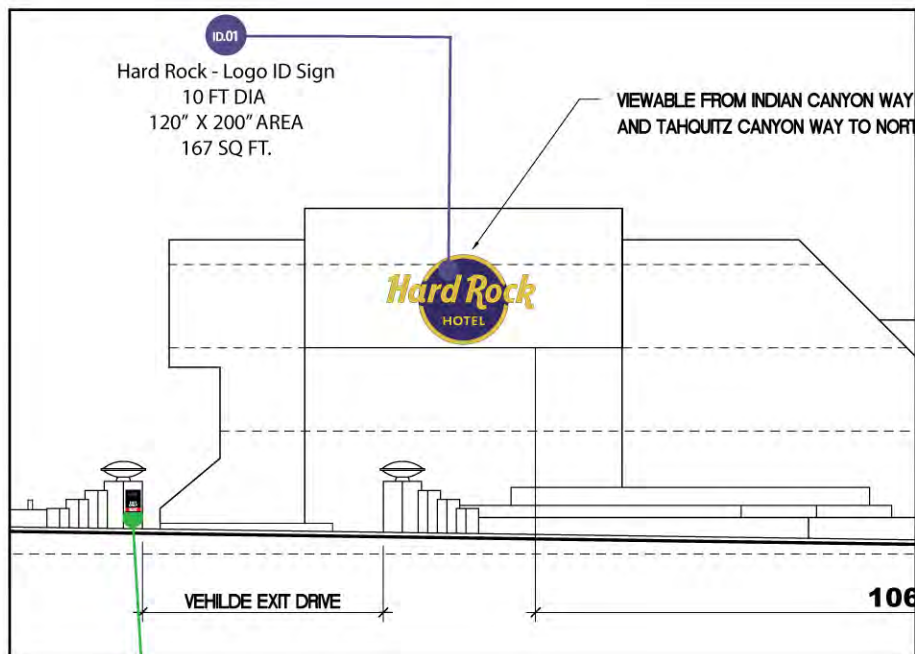 ID.01
Hard Rock - Logo ID Sign
10 FT DIA
120" X 200" AREA
167 SQ FT.
VIEWABLE FROM INDIAN CANYON WAY
AND TAHQUITZ CANYON WAY TO NORT
Hard Rock
HOTEL
VEHILDE EXIT DRIVE
106